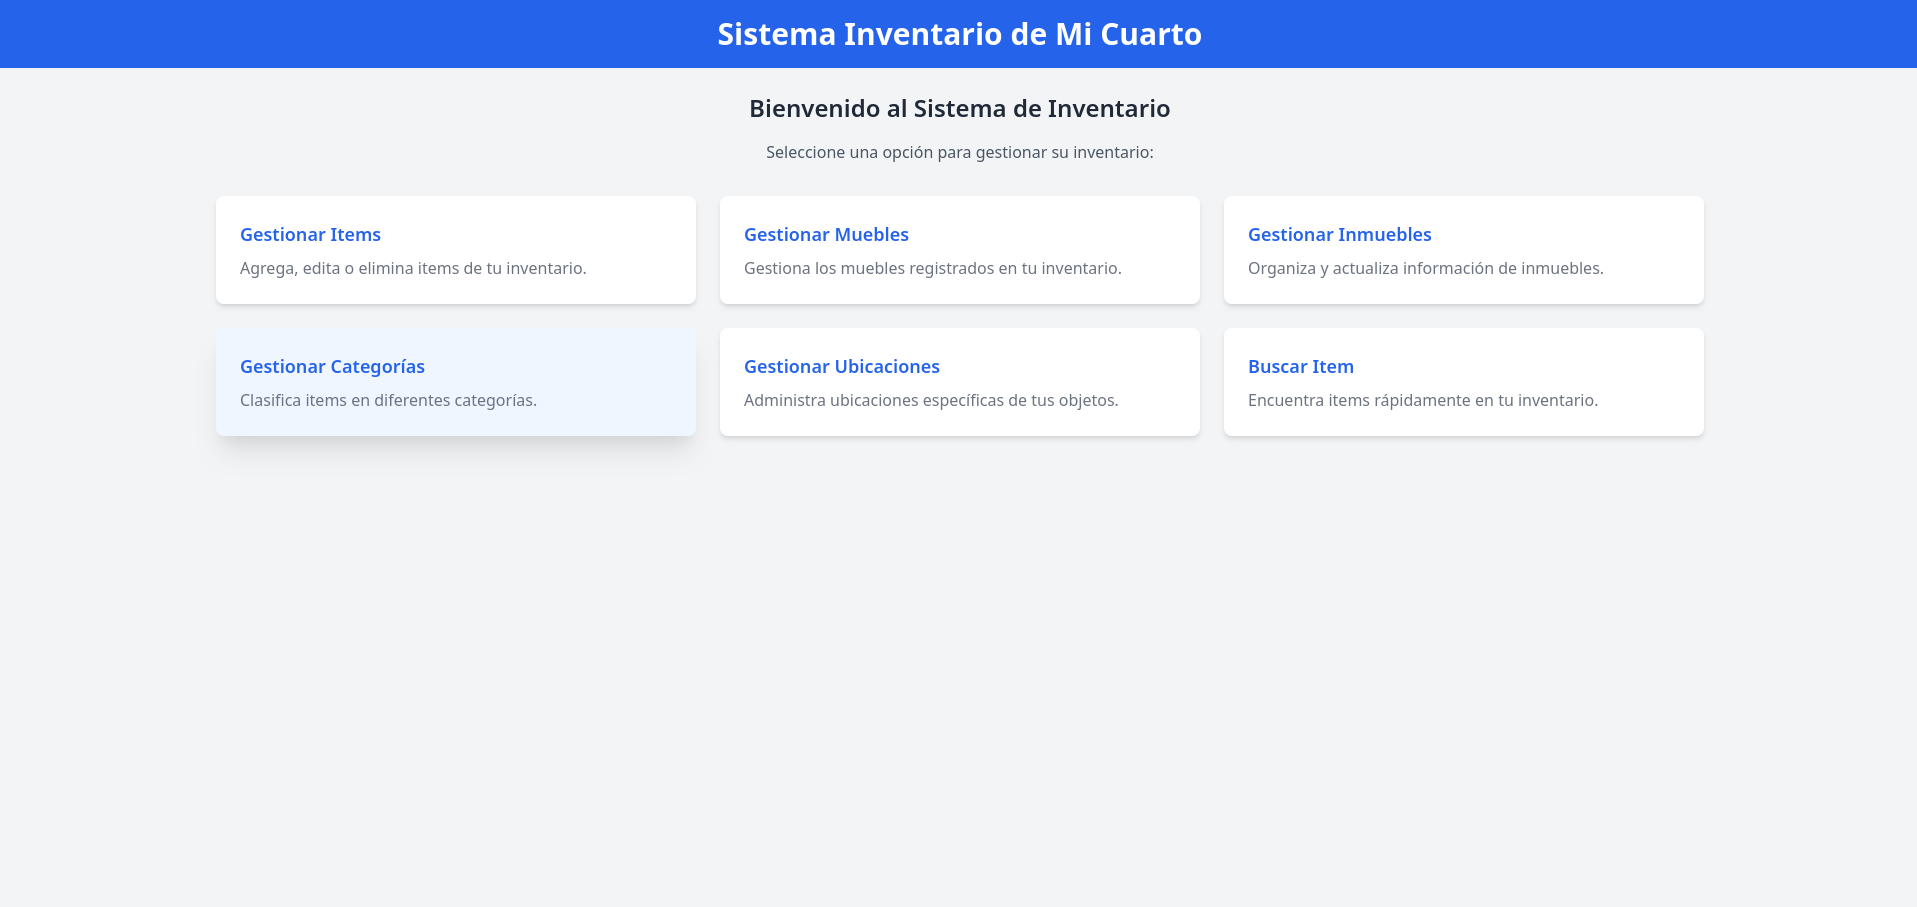 Sistema Inventario de Mi Cuarto
Bienvenido al Sistema de Inventario
Seleccione una opción para gestionar su inventario:
Gestionar Items
Agrega, edita o elimina items de tu inventario.
Gestionar Muebles
Gestiona los muebles registrados en tu inventario.
Gestionar Inmuebles
Organiza y actualiza información de inmuebles.
Gestionar Categorías
Clasifica items en diferentes categorías.
Gestionar Ubicaciones
Administra ubicaciones específicas de tus objetos.
Buscar Item
Encuentra items rápidamente en tu inventario.